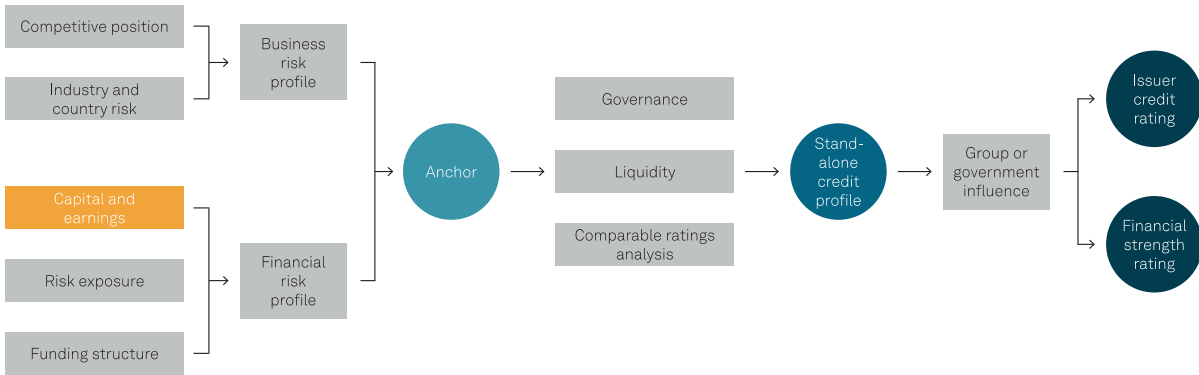 Competitive position
Industry and
country risk
Business
risk
profile
Capital and
earnings
Risk exposure
Funding structure
Financial
risk
profile
Anchor
Governance
Liquidity
Comparable ratings
analysis
Stand-
alone
credit
profile
Group or
government
influence
Issuer
credit
rating
Financial
strength
rating